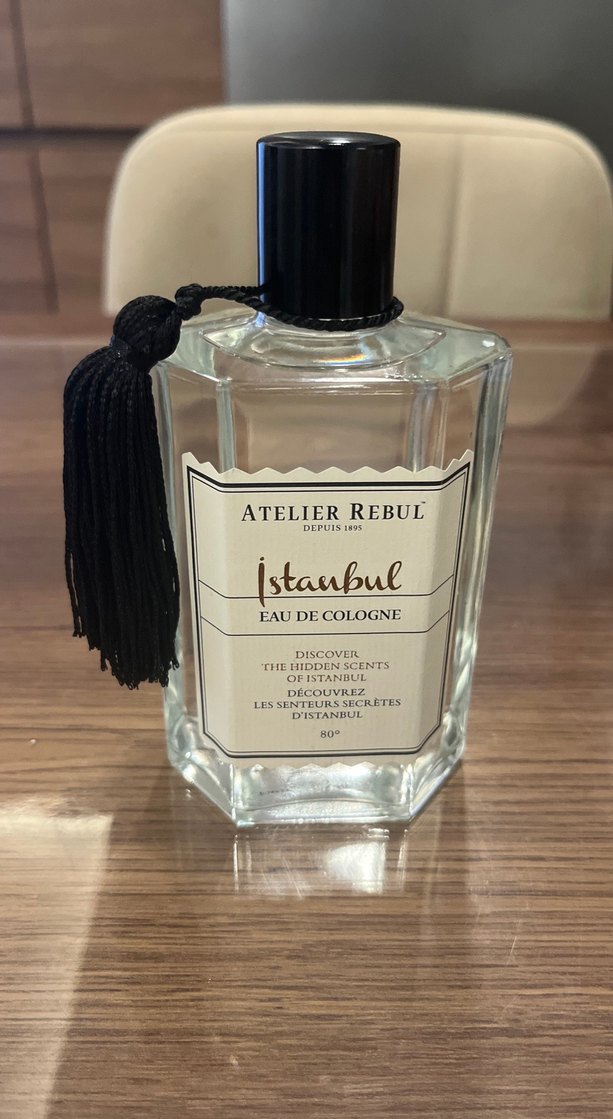 ATELIER REBUL™
DEPUIS 1895
İstanbul
EAU DE COLOGNE
DISCOVER
THE HIDDEN SCENTS
OF ISTANBUL
DÉCOUVREZ
LES SENTEURS SECRÈTES
D'ISTANBUL
80°